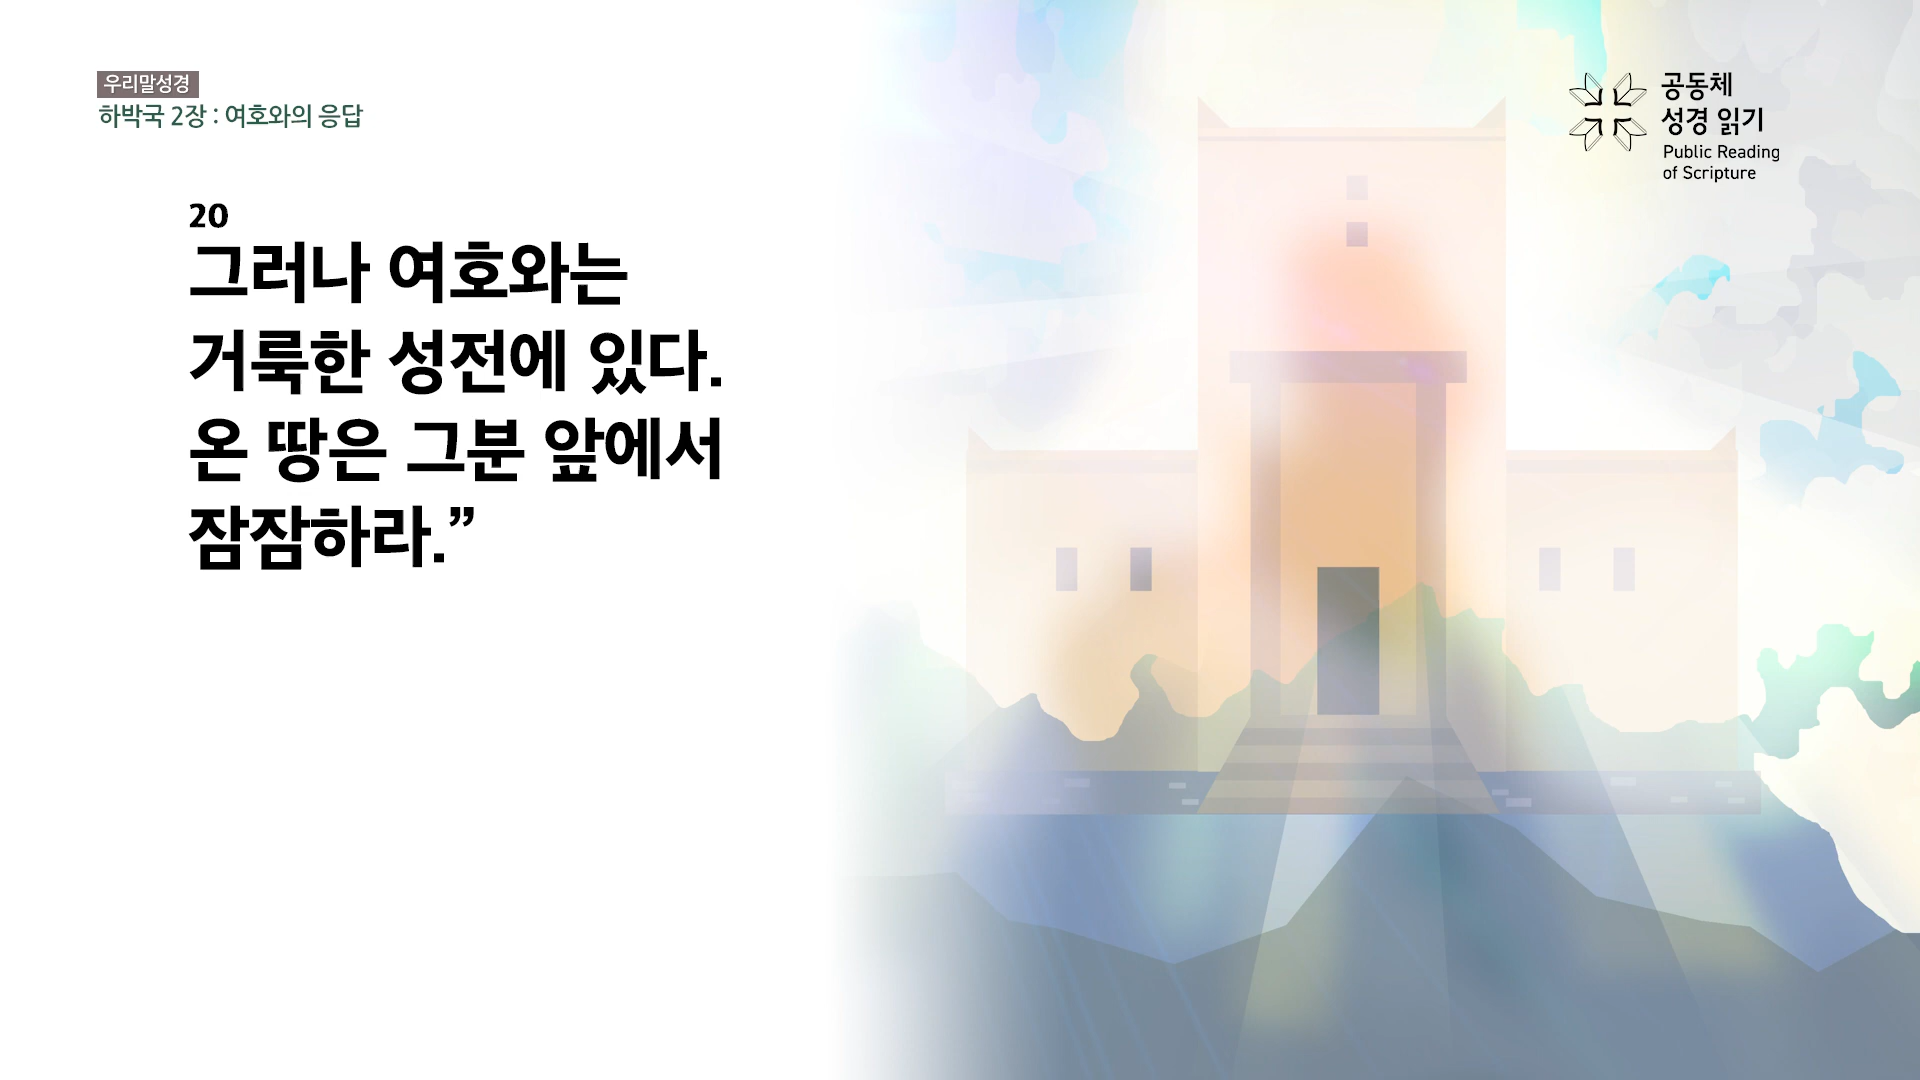 우리말성경
하박국 2장 : 여호와의 응답
공동체
성경 읽기
Public Reading
of Scripture
20
그러나 여호와는
거룩한 성전에 있다.
온 땅은 그분 앞에서
잠잠하라.”